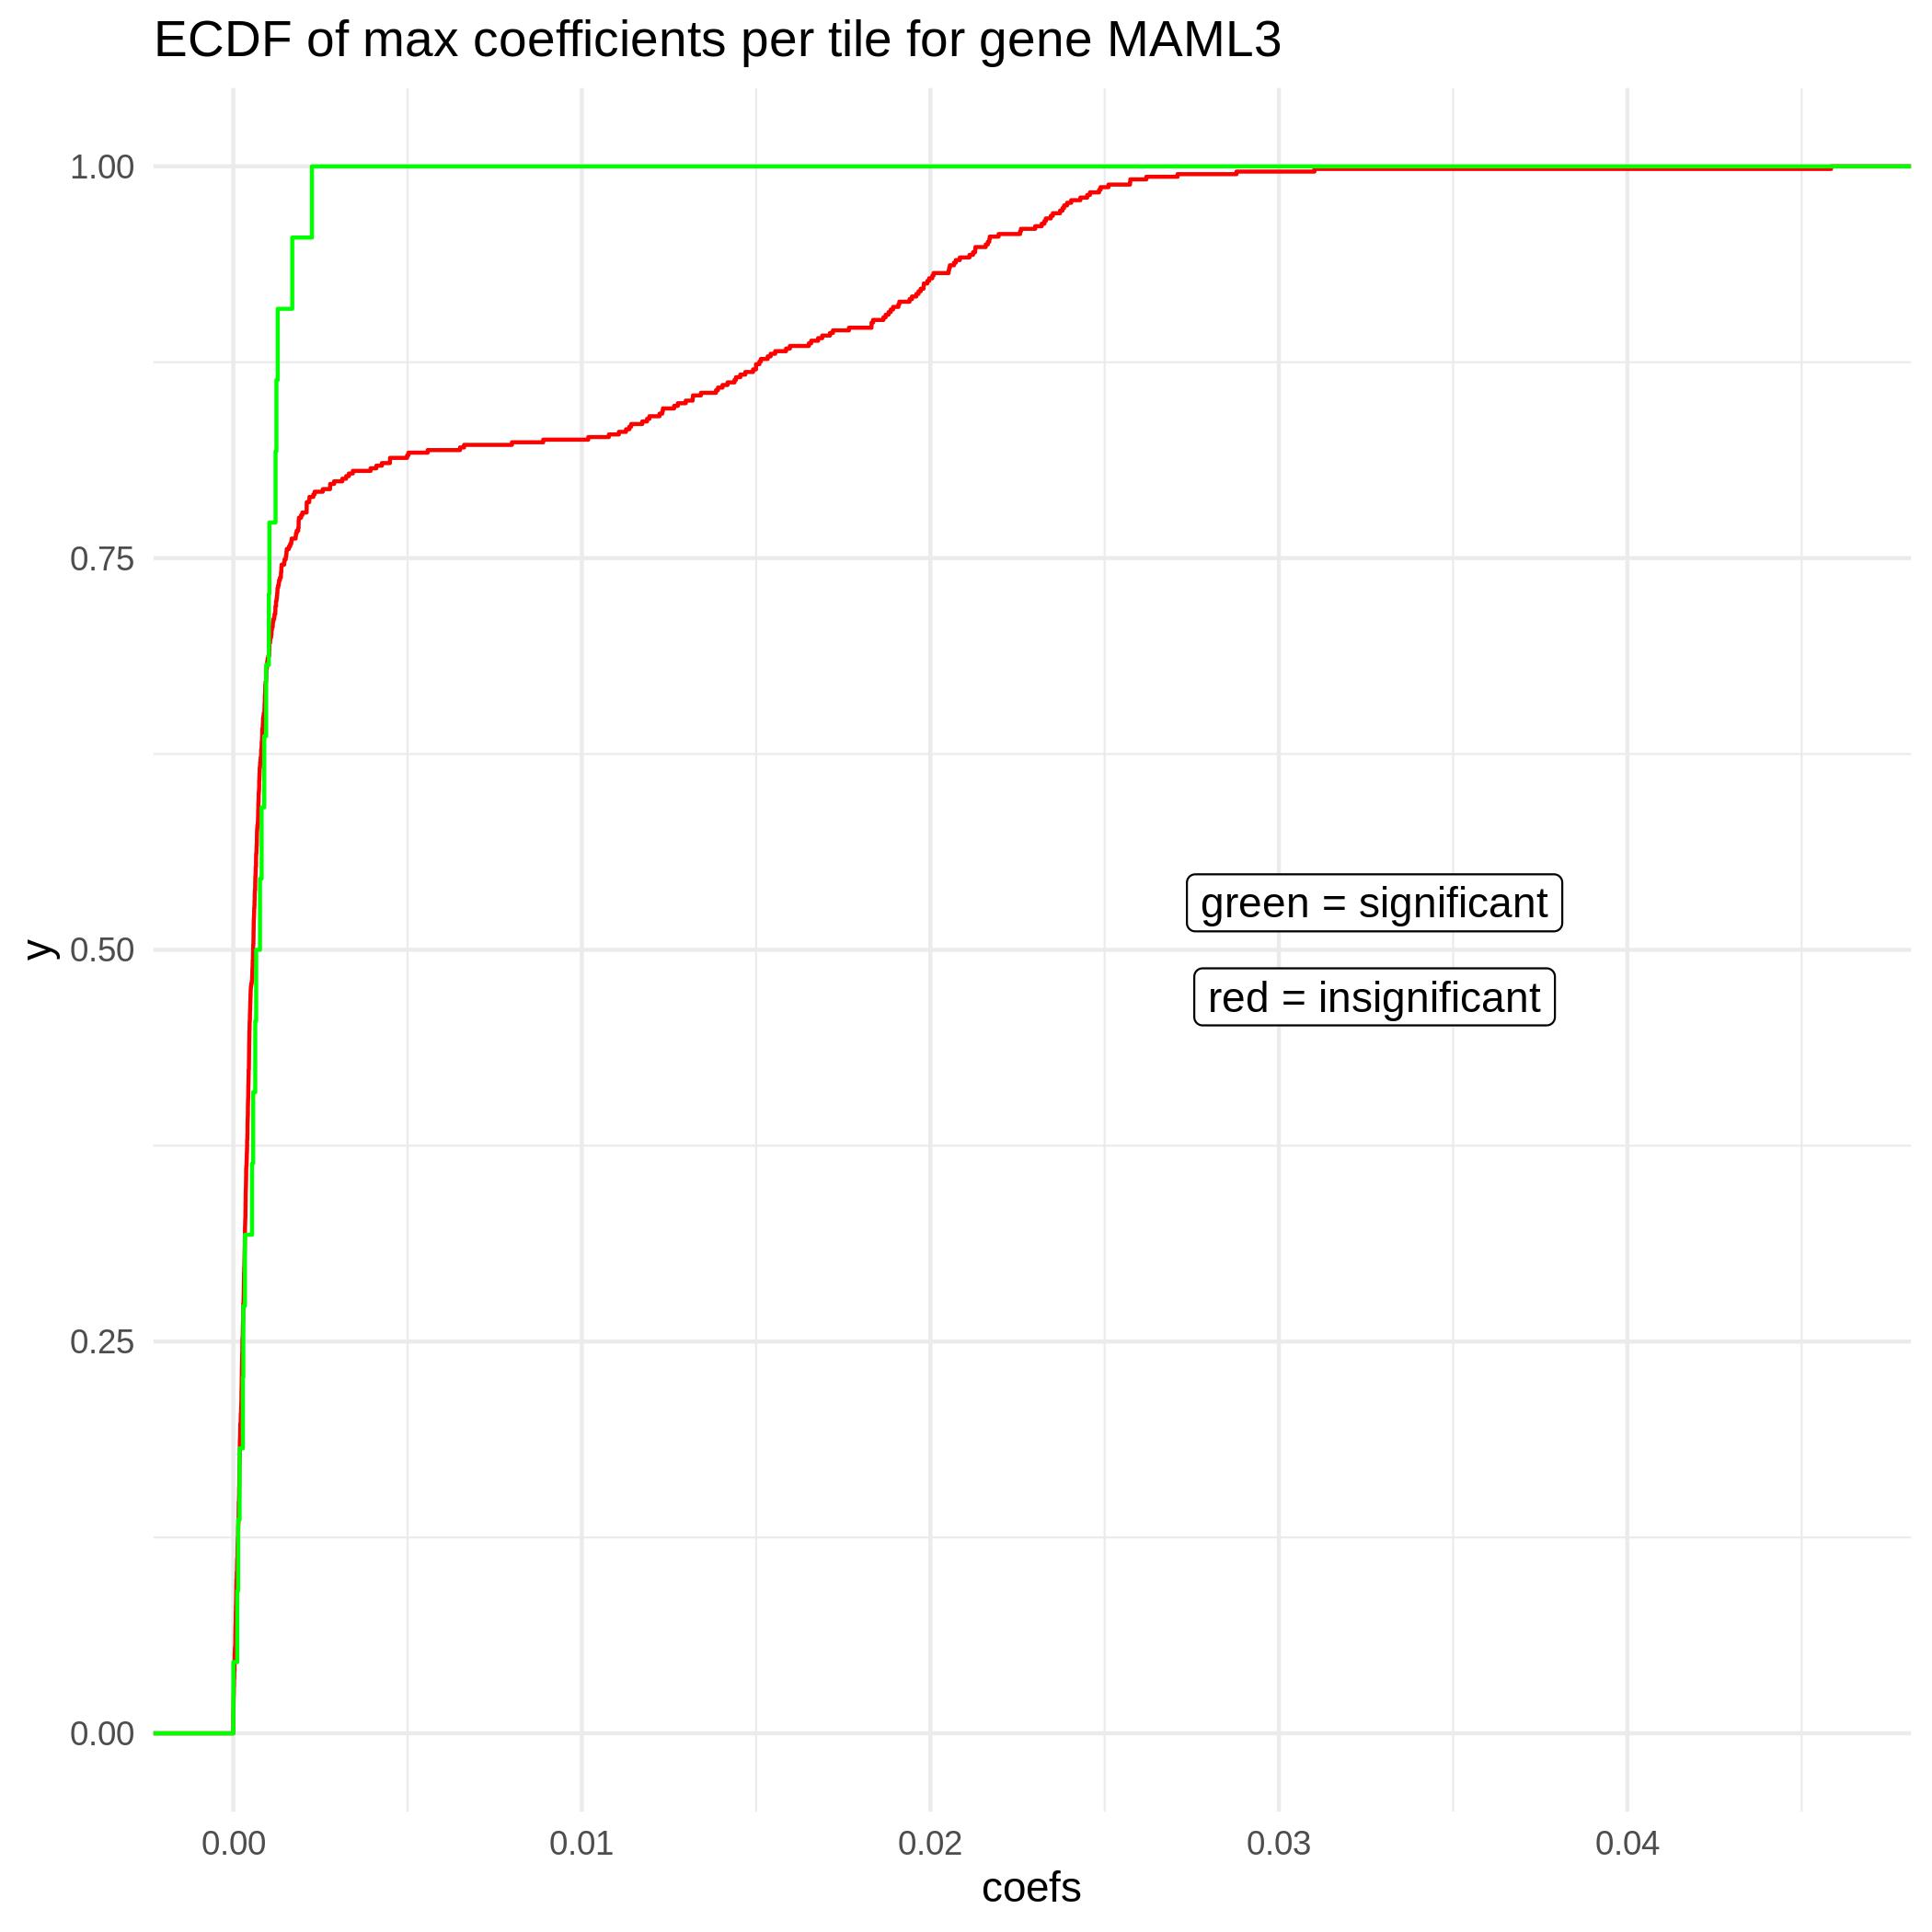 ECDF of max coefficients per tile for gene MAML3
1.00
0.75
0.50
0.25
0.00
y
green = significant
red = insignificant
0.00 0.01 0.02 0.03 0.04
coefs